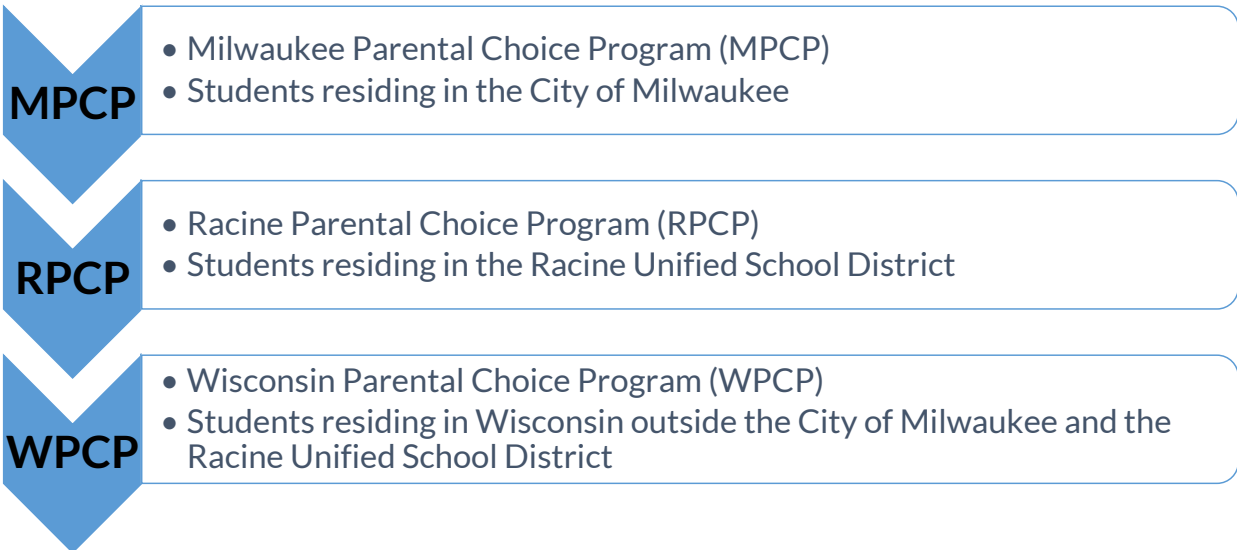 MPCP
• Milwaukee Parental Choice Program (MPCP)
• Students residing in the City of Milwaukee
RPCP
• Racine Parental Choice Program (RPCP)
• Students residing in the Racine Unified School District
WPCP
• Wisconsin Parental Choice Program (WPCP)
• Students residing in Wisconsin outside the City of Milwaukee and the
Racine Unified School District